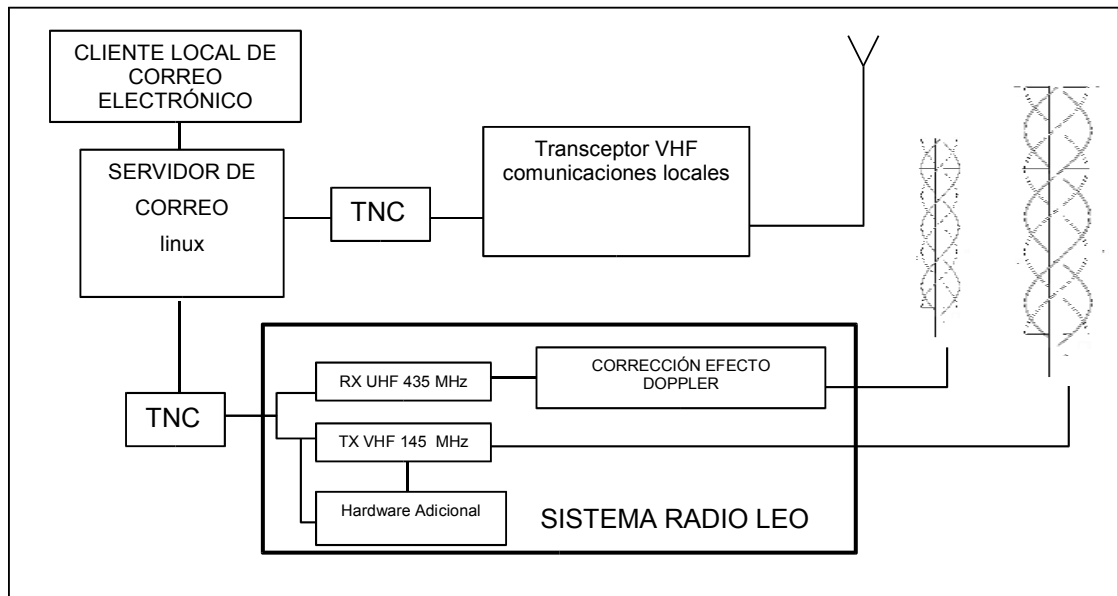 CLIENTE LOCAL DE
CORREO
ELECTRÓNICO
SERVIDOR DE
CORREO
linux
TNC
Transceptor VHF
comunicaciones locales
TNC
RX UHF 435 MHz
CORRECCIÓN EFECTO
DOPPLER
TX VHF 145 MHz
Hardware Adicional
SISTEMA RADIO LEO